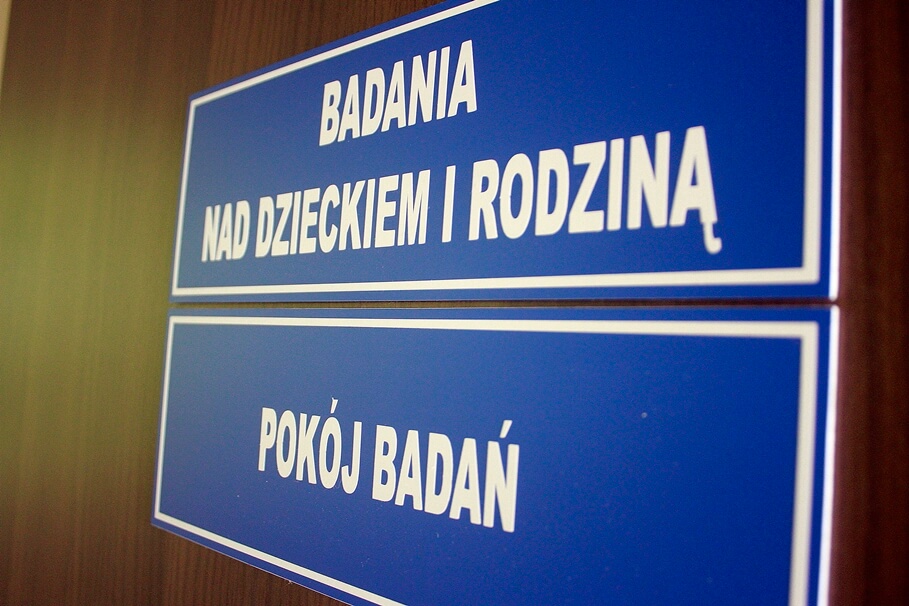 BADANIA
NAD DZIECKIEM I RODZINĄ
POKÓJ BADAŃ